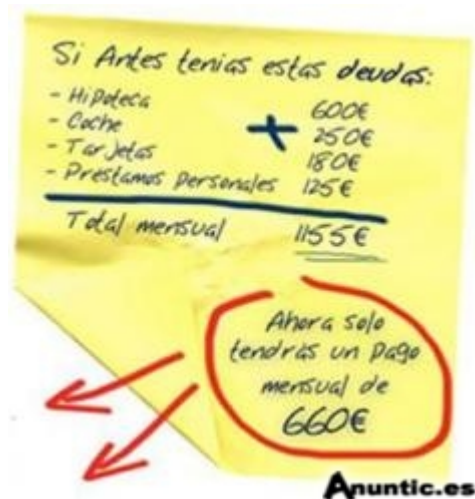 Si Antes tenias estas deudas:
- Hipoteca 600€
- Coche + 250€
- Tarjetas 180€
- Prestamos Personales 125€
Total mensual 1155€
Ahora solo
tendrás un Pago
mensual de
660€
Anuntic.es